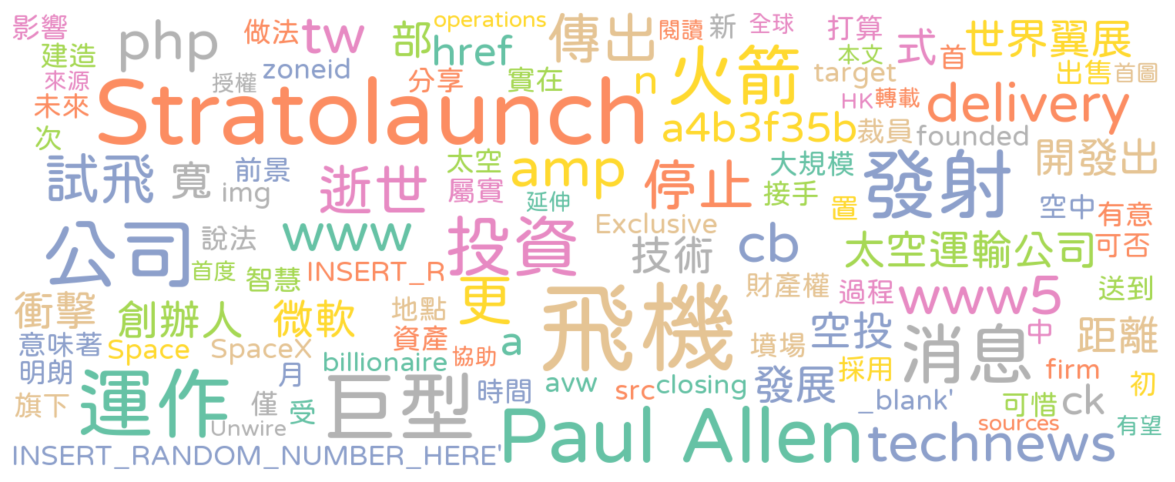 影響 php 做法 tw 部 operations 傳出 閱讀 新 全球 打算 式 首 世界翼展
建造 href 本文
來源 授權 zoneid 分享 實在 n 火箭 target 出售 首圖
未來 Stratolaunch HK 轉載 delivery
次 a4b3f35b 裁員 founded
試飛 寬 前景 太空 amp 停止 大規模 發射 開發出
img 逝世 屬實 延伸 接手 置 空中 有意
公司 說法 www 投資 Exclusive 技術 cb 太空運輸公司 可否
首度 智慧 INSERT_R 財產權 過程 www5 送到
衝擊 創辦人 微軟 地點 更 飛機 空投 消息 中 距離
意味著 Space SpaceX 資產 a 墳場
明朗 月 billionaire 協助 採用 firm
旗下 運作 僅 受 巨型 時間 avw src closing 發展 _blank' 可惜 ck 初
Unwire Paul Allen technews sources 有望
INSERT_RANDOM_NUMBER_HERE'